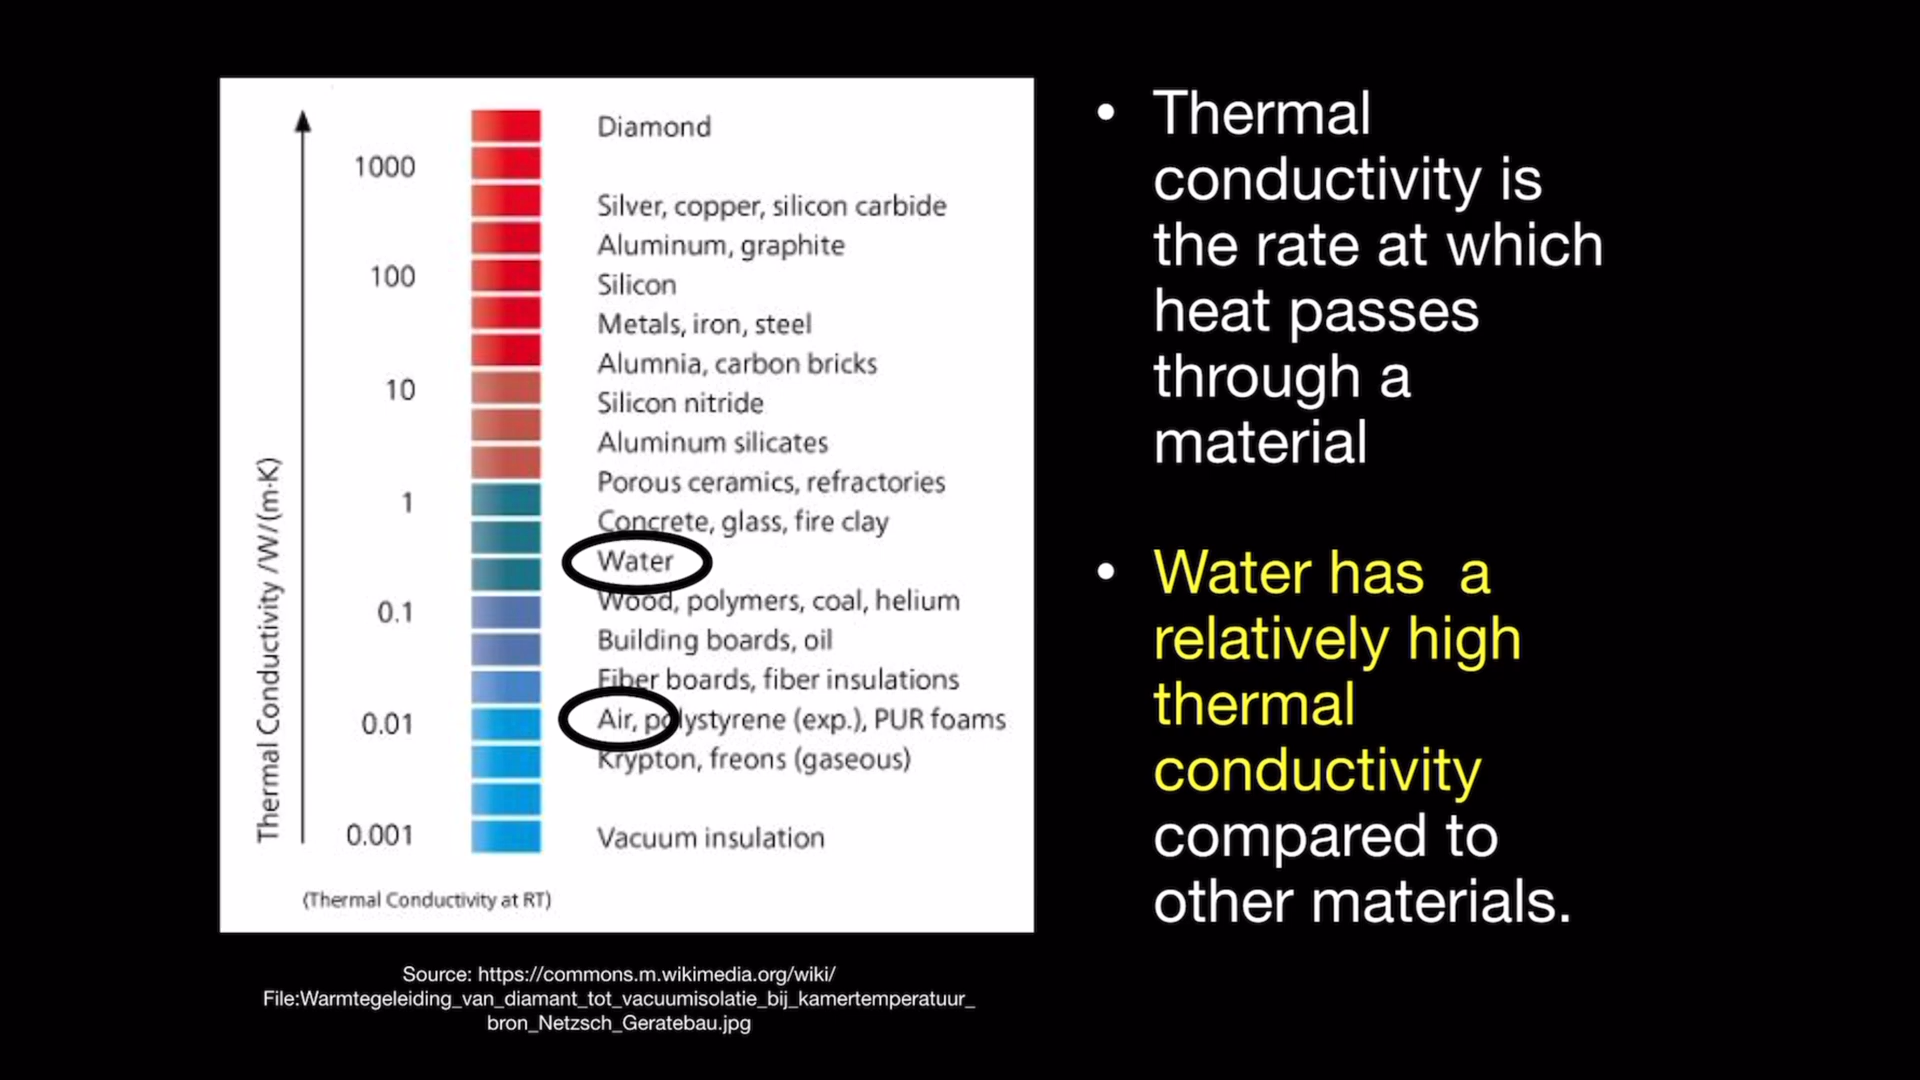 Diamond
1000
Silver, copper, silicon carbide
Aluminum, graphite
100
Silicon
Metals, iron, steel
Alumnia, carbon bricks
10
Silicon nitride
Aluminum silicates
Porous ceramics, refractories
1
Concrete, glass, fire clay
Water
Wood, polymers, coal, helium
0.1
Building boards, oil
Fiber boards, fiber insulations
0.01
Air, polystyrene (exp.), PUR foams
Krypton, freons (gaseous)
0.001
Vacuum insulation
Thermal Conductivity /W/(m·K)
(Thermal Conductivity at RT)
Source: https://commons.m.wikimedia.org/wiki/
File:Warmtegeleiding_van_diamant_tot_vacuumisolatie_bij_kamertemperatuur_
bron_Netzsch_Geratebau.jpg
• Thermal
conductivity is
the rate at which
heat passes
through a
material
• Water has  a
relatively high
thermal
conductivity
compared to
other materials.